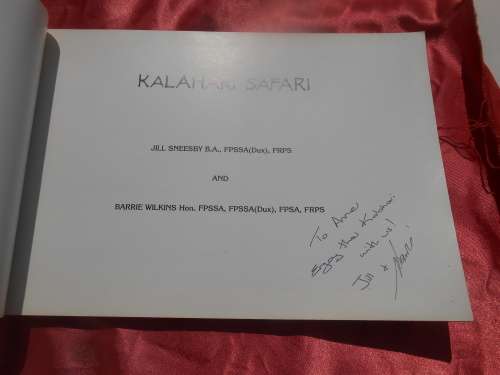 KALAHARI SAFARI
JILL SNEESBY B.A., FPSSA(Dux), FRPS
AND
BARRIE WILKINS Hon. FPSSA, FPSSA(Dux), FPSA, FRPS
To Anne
Enjoy the Kalahari
with us!
Jill &